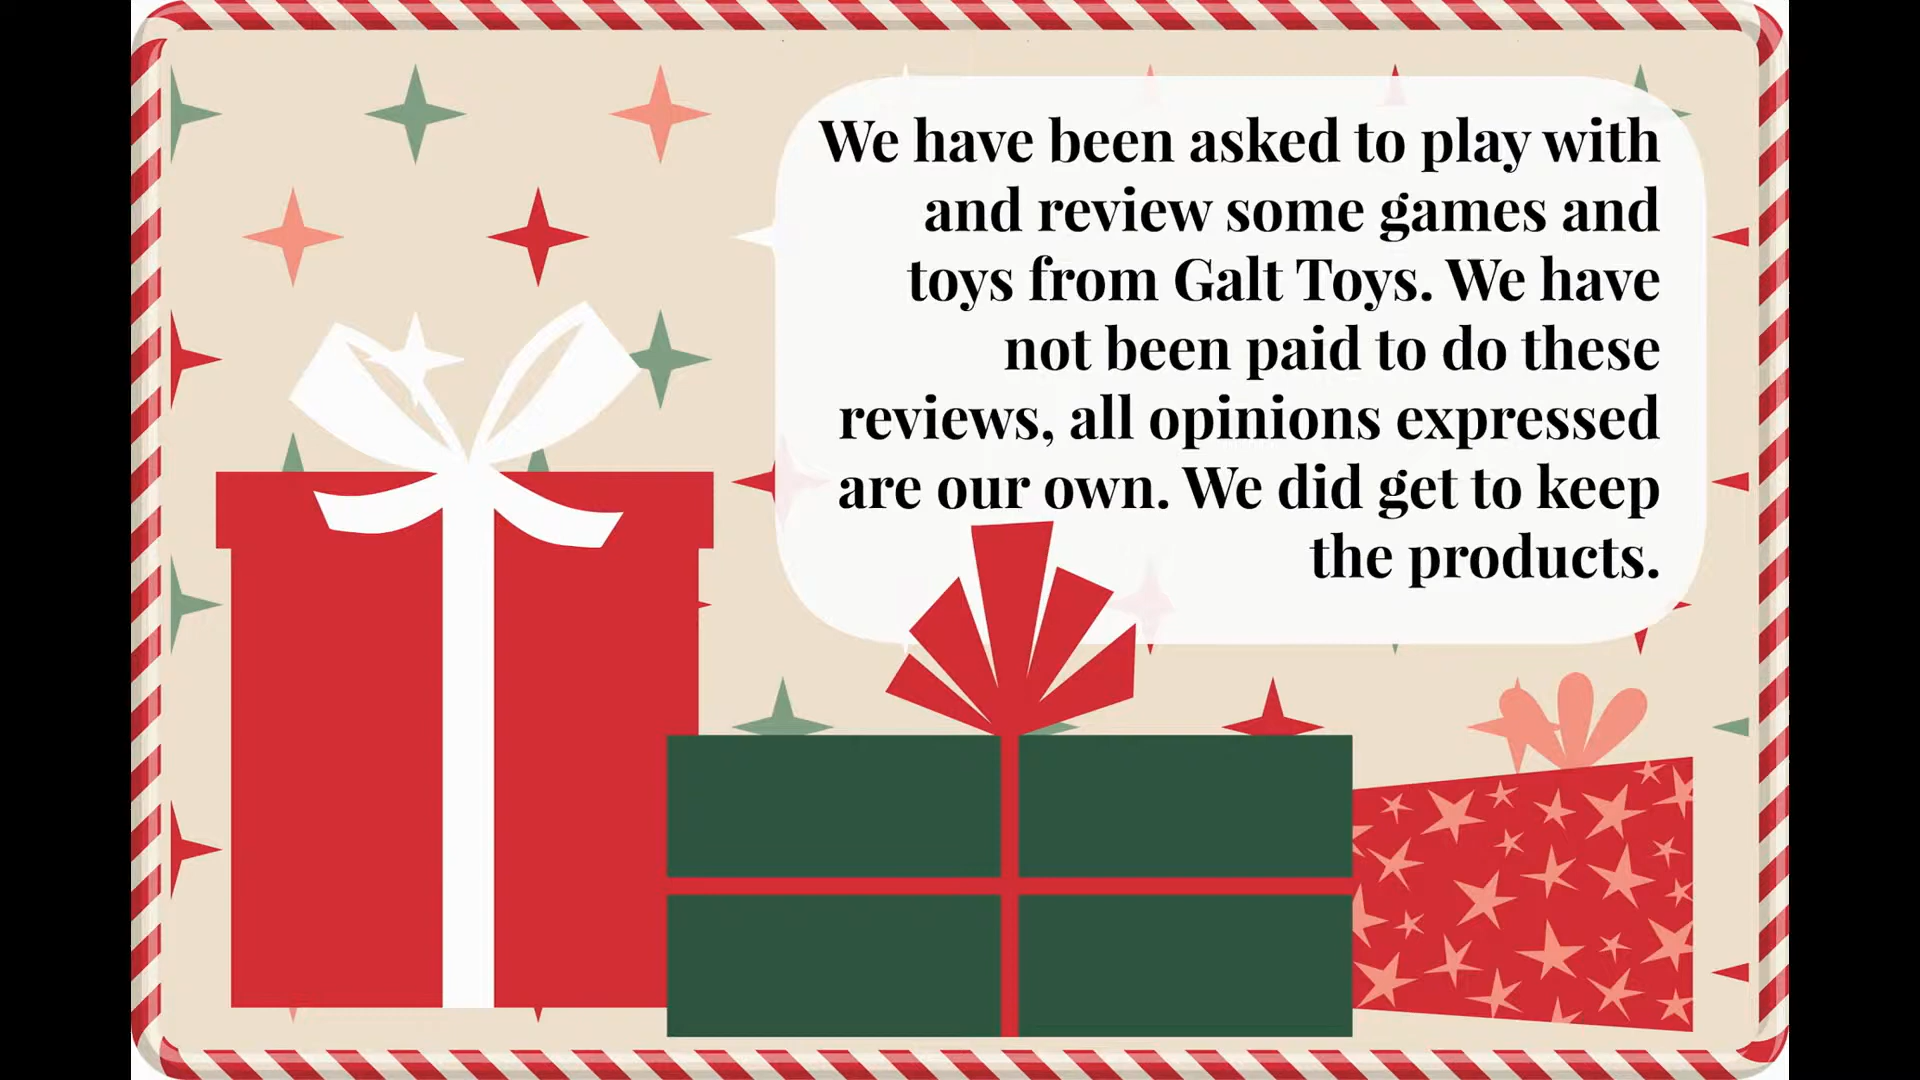 We have been asked to play with
and review some games and
toys from Galt Toys. We have
not been paid to do these
reviews, all opinions expressed
are our own. We did get to keep
the products.